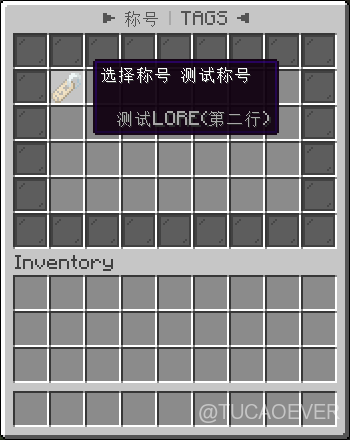 ► 称号 | TAGS ◄
选择称号 测试称号
测试LORE(第二行)
Inventory
@TUCAOEVER